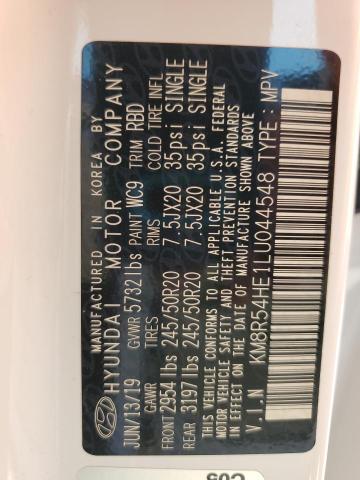 MANUFACTURED IN KOREA BY
HYUNDAI MOTOR COMPANY
JUN/13/19 GVWR 5732lbs PAINT WC9 TRIM RBD
GAWR TIRES RIMS COLD TIRE INFL
FRONT 2954 lbs 245/50R20 7.5JX20 35psi SINGLE
REAR 3197 lbs 245/50R20 7.5JX20 35psi SINGLE
THIS VEHICLE CONFORMS TO ALL APPLICABLE U.S.A. FEDERAL
MOTOR VEHICLE SAFETY AND THEFT PREVENTION STANDARDS
IN EFFECT ON THE DATE OF MANUFACTURE SHOWN ABOVE.
V.I.N : KM8R54HE1LU044548 TYPE : MPV